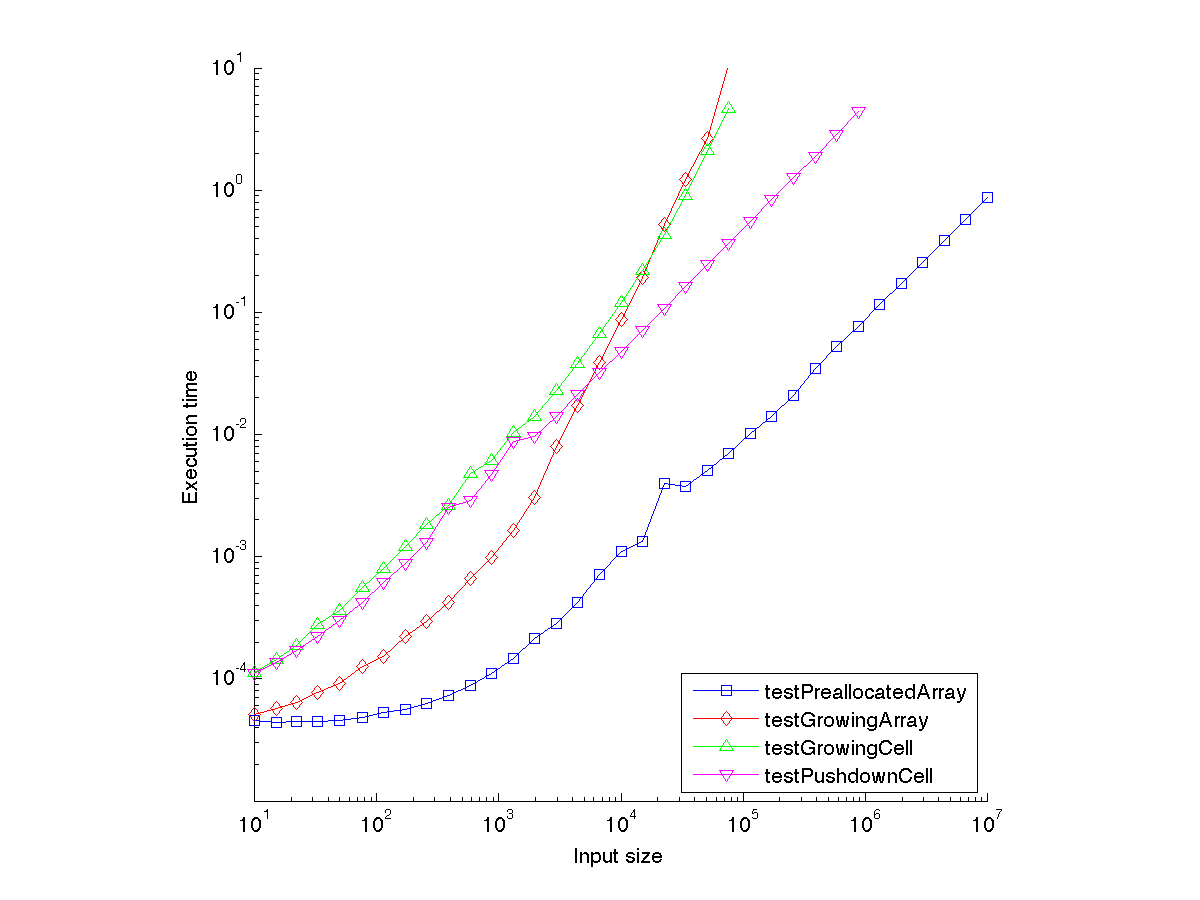 10^1
10^0
10^-1
10^-2
10^-3
10^-4
Execution time
10^1 10^2 10^3 10^4 10^5 10^6 10^7
Input size
testPreallocatedArray
testGrowingArray
testGrowingCell
testPushdownCell